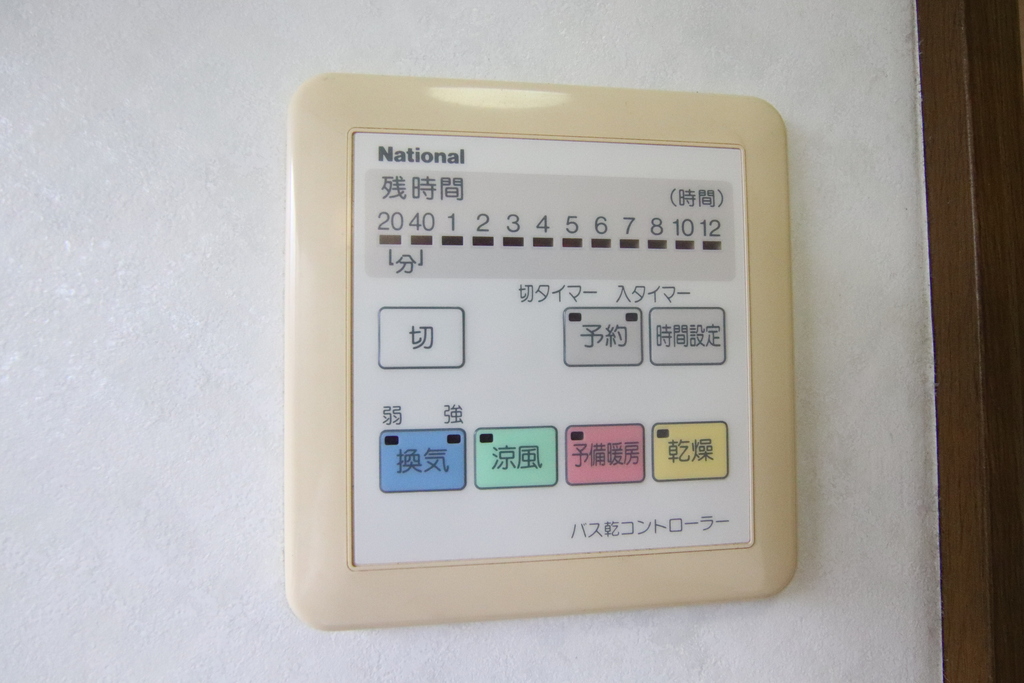 National
残時間
(時間)
20 40 1 2 3 4 5 6 7 8 10 12
分
切タイマー 入タイマー
切 予約 時間設定
弱 強
換気 涼風 予備暖房 乾燥
バス乾コントローラー